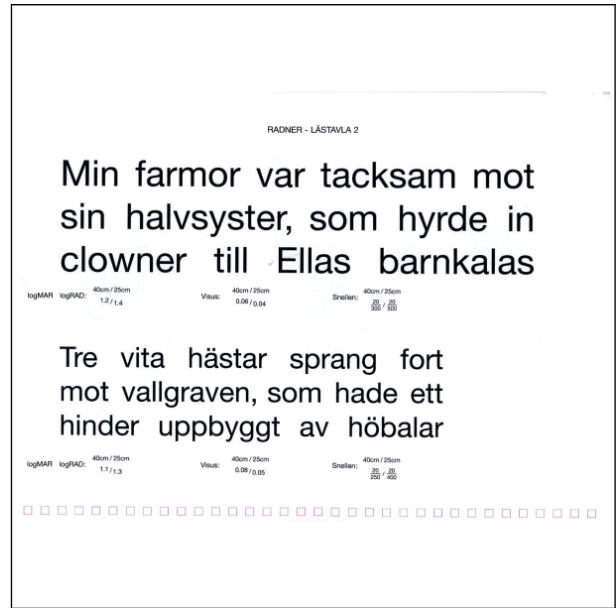 RADNER - LÄSTAVLA 2
Min farmor var tacksam mot
sin halvsyster, som hyrde in
clowner till Ellas barnkalas
logMAR logRAD: 40cm / 25cm 1.2 / 1.4 Visus: 40cm / 25cm 0.06 / 0.04 Snellen: 40cm / 25cm 20/300 / 20/500
Tre vita hästar sprang fort
mot vallgraven, som hade ett
hinder uppbyggt av höbalar
logMAR logRAD: 40cm / 25cm 1.1 / 1.3 Visus: 40cm / 25cm 0.08 / 0.05 Snellen: 40cm / 25cm 20/250 / 20/400